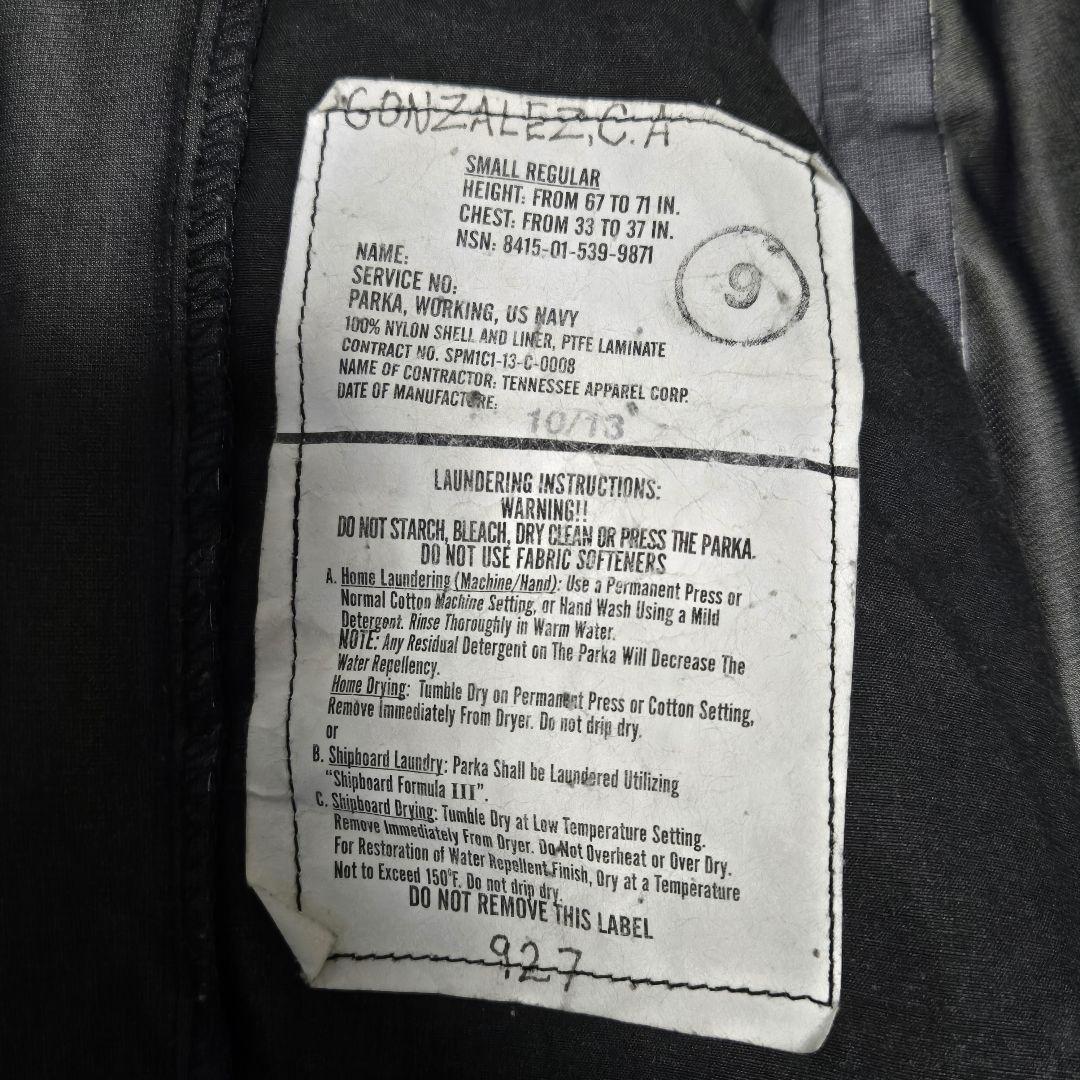 GONZALEZ,C.A
SMALL REGULAR
HEIGHT: FROM 67 TO 71 IN.
CHEST: FROM 33 TO 37 IN.
NSN: 8415-01-539-9871
9
NAME:
SERVICE NO:
PARKA, WORKING, US NAVY
100% NYLON SHELL AND LINER, PTFE LAMINATE
CONTRACT NO. SPM1C1-13-C-0008
NAME OF CONTRACTOR: TENNESSEE APPAREL CORP.
DATE OF MANUFACTURE:
10/13
LAUNDERING INSTRUCTIONS:
WARNING!!
DO NOT STARCH, BLEACH, DRY CLEAN OR PRESS THE PARKA.
DO NOT USE FABRIC SOFTENERS
A. Home Laundering (Machine/Hand): Use a Permanent Press or
Normal Cotton Machine Setting, or Hand Wash Using a Mild
Detergent. Rinse Thoroughly in Warm Water.
NOTE: Any Residual Detergent on The Parka Will Decrease The
Water Repellency.
Home Drying: Tumble Dry on Permanent Press or Cotton Setting,
Remove Immediately From Dryer. Do not drip dry.
or
B. Shipboard Laundry: Parka Shall be Laundered Utilizing
"Shipboard Formula III".
C. Shipboard Drying: Tumble Dry at Low Temperature Setting.
Remove Immediately From Dryer. Do Not Overheat or Over Dry.
For Restoration of Water Repellent Finish, Dry at a Temperature
Not to Exceed 150°F. Do not drip dry.
DO NOT REMOVE THIS LABEL
927